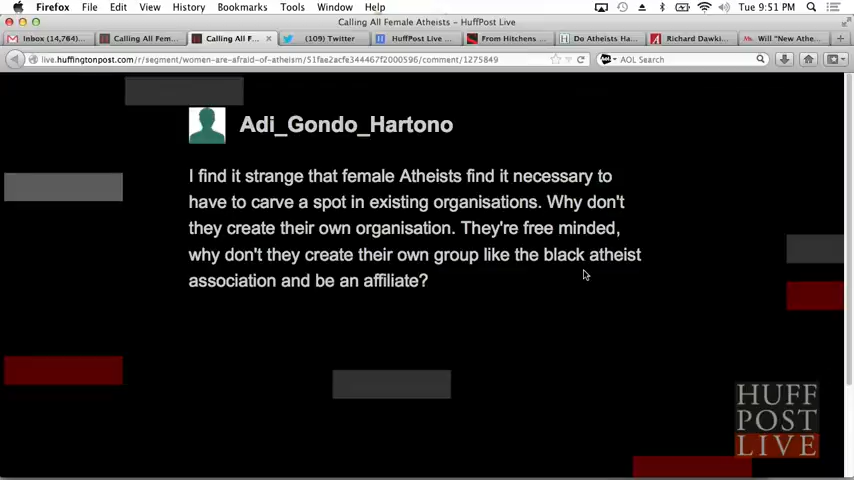 Firefox File Edit View History Bookmarks Tools Window Help Tue 9:51 PM
Calling All Female Atheists – HuffPost Live
Inbox (14,764)... Calling All Fem... Calling All F... (109) Twitter HuffPost Live ... From Hitchens ... Do Atheists Ha... Richard Dawki... Will "New Athe...
live.huffingtonpost.com/r/segment/women-are-afraid-of-atheism/51fae2acfe344467f2000596/comment/1275849 AOL Search
Adi_Gondo_Hartono
I find it strange that female Atheists find it necessary to
have to carve a spot in existing organisations. Why don't
they create their own organisation. They're free minded,
why don't they create their own group like the black atheist
association and be an affiliate?
HUFF
POST
LIVE